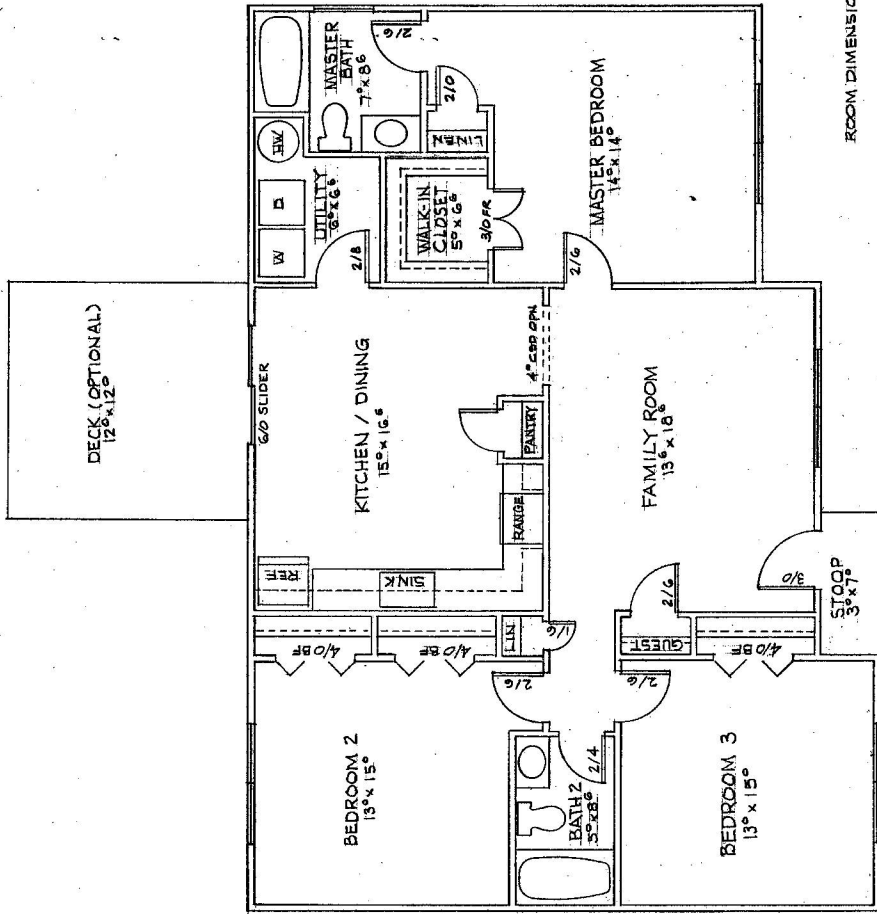 DECK (OPTIONAL)
12⁰ x 12⁰
6/0 SLIDER
KITCHEN / DINING
15⁰ x 16⁶
REF.
SINK
RANGE
PANTRY
4⁰ CSD OPN
UTILITY
6⁰ x 6⁶
W
D
HW
2/8
MASTER
BATH
7⁰ x 8⁶
2/6
2/0
LINEN
WALK-IN
CLOSET
5⁰ x 6⁶
3/0 FR
MASTER BEDROOM
14⁰ x 14⁰
2/6
FAMILY ROOM
13⁶ x 18⁶
2/6
GUEST
3/0
STOOP
3⁰ x 7⁰
4/0 BF
4/0 BF
LIN
1/6
2/6
BEDROOM 2
13⁰ x 15⁰
BATH 2
5⁰ x 8⁶
2/4
2/6
4/0 BF
BEDROOM 3
13⁰ x 15⁰
ROOM